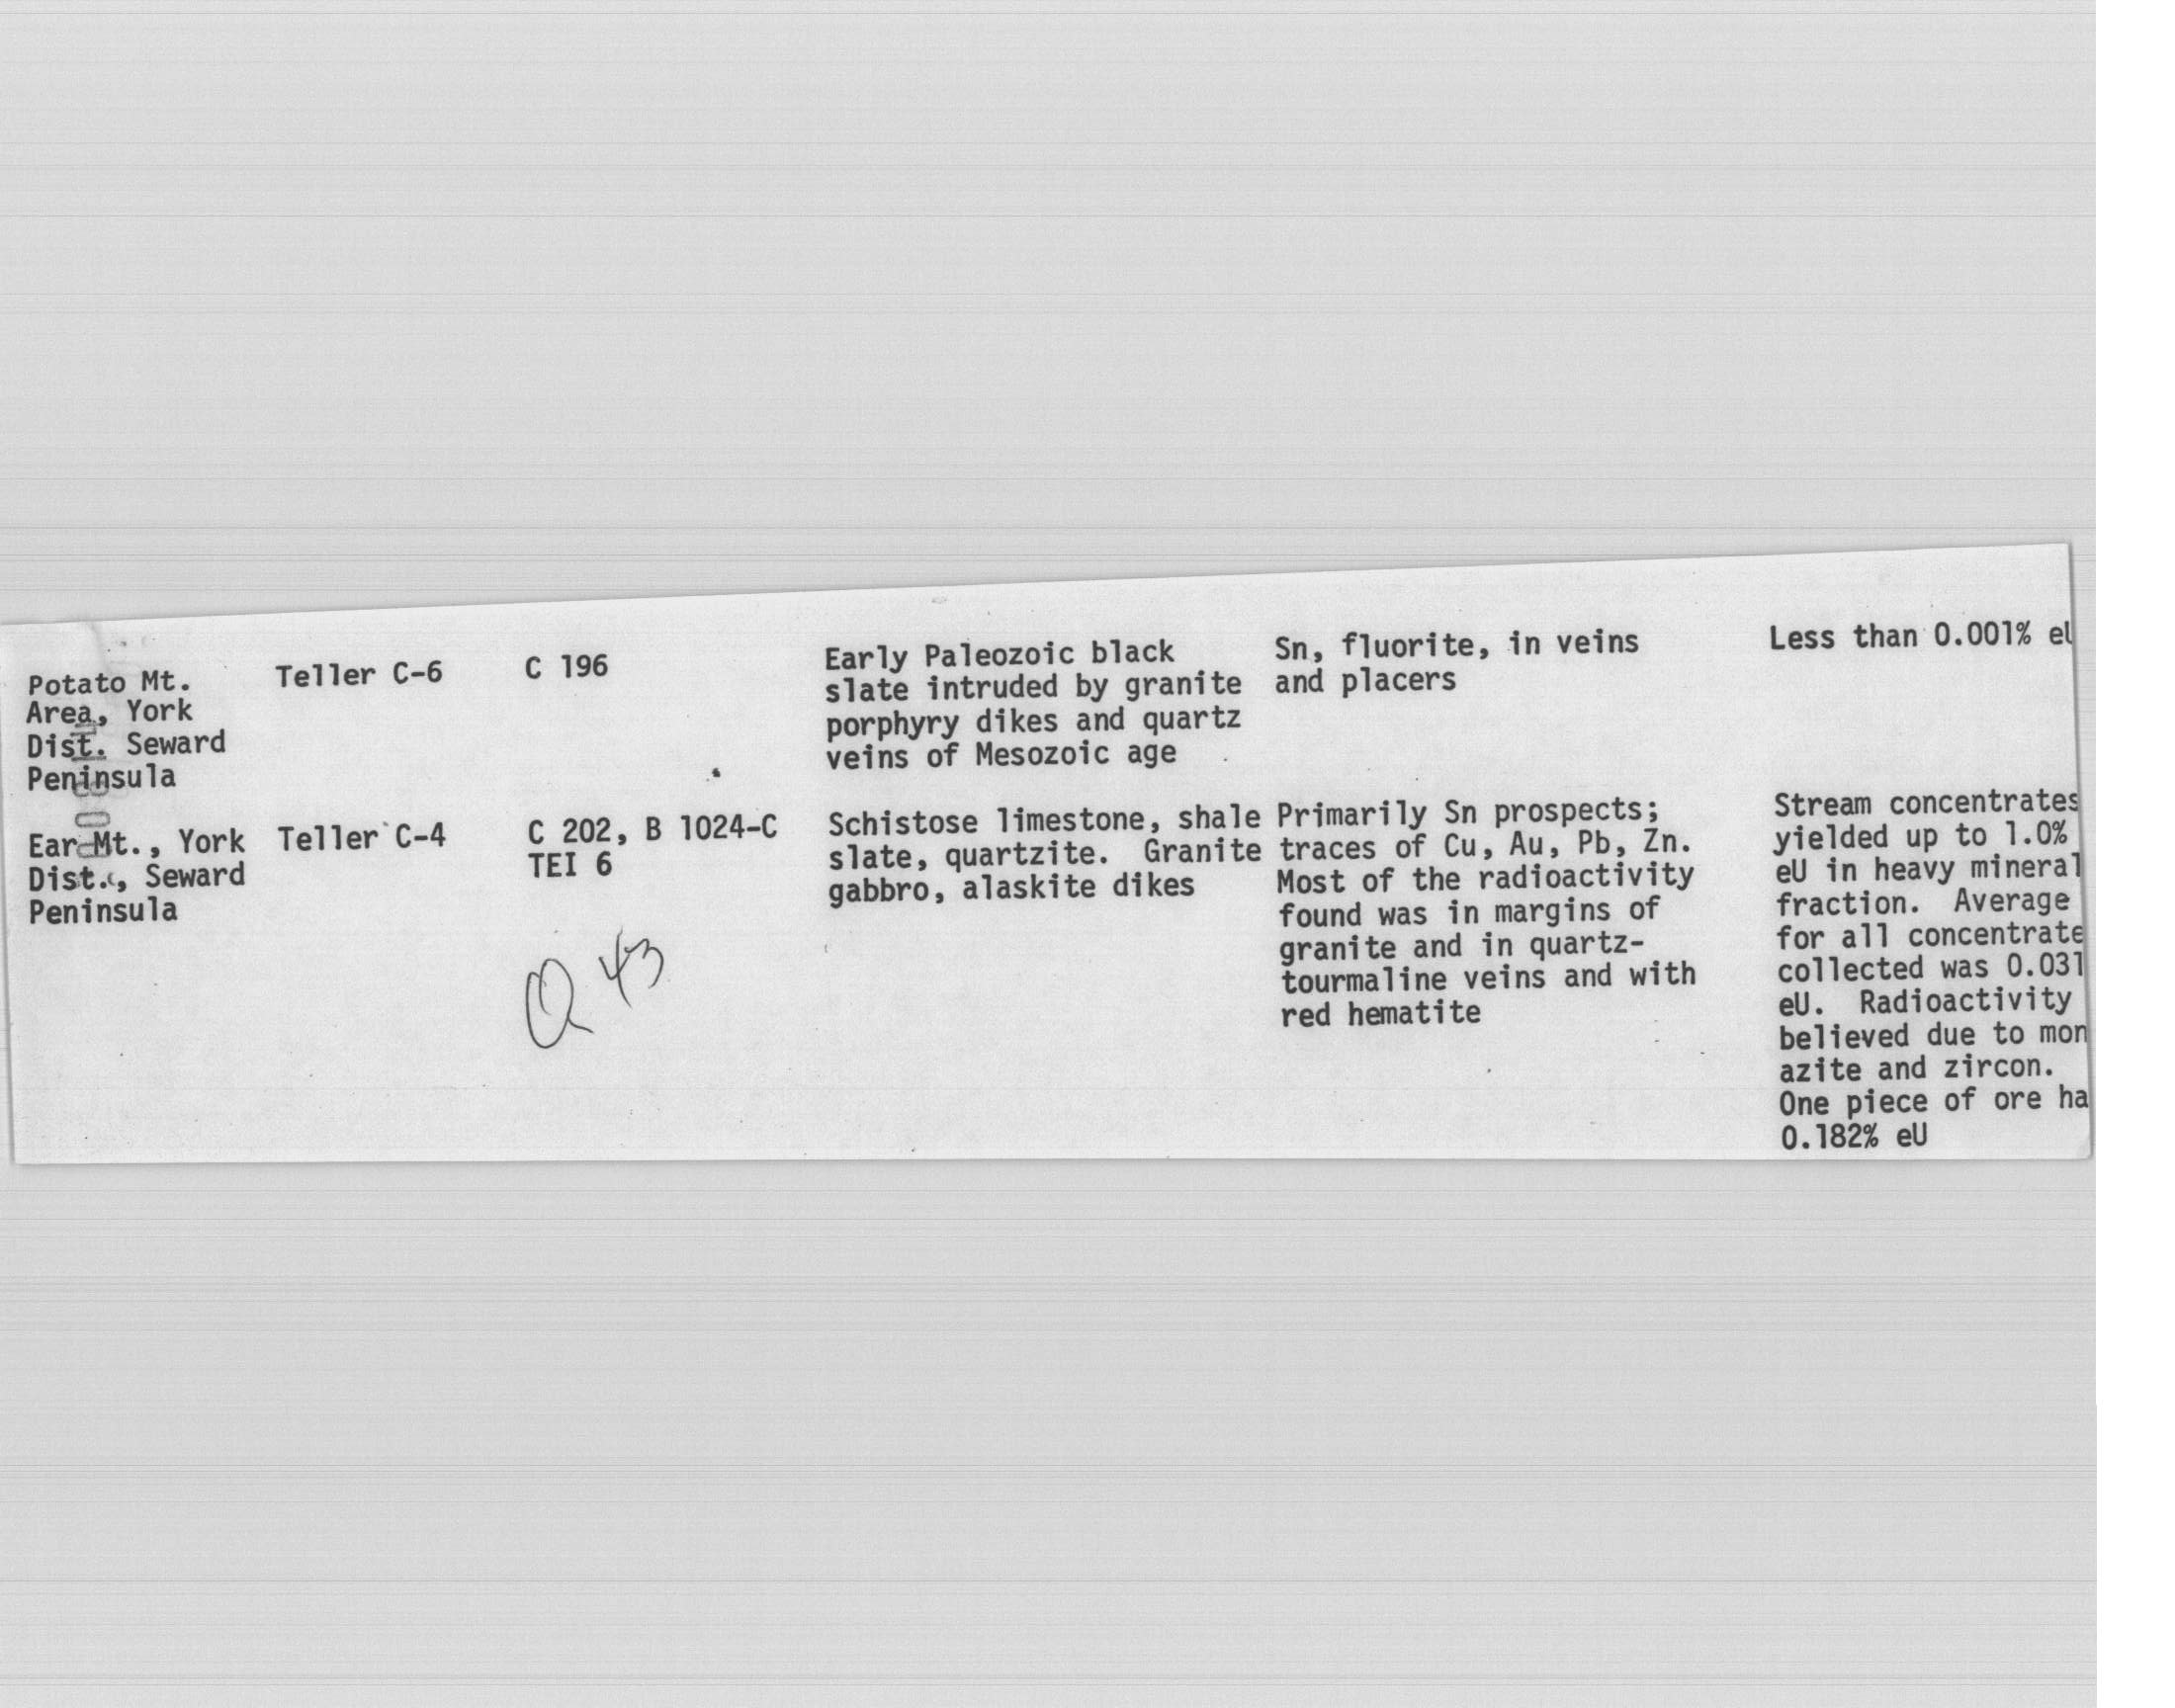 Potato Mt.
Area, York
Dist. Seward
Peninsula
Teller C-6
C 196
Early Paleozoic black
slate intruded by granite
porphyry dikes and quartz
veins of Mesozoic age
Sn, fluorite, in veins
and placers
Less than 0.001% eU
Ear Mt., York
Dist., Seward
Peninsula
Teller C-4
C 202, B 1024-C
TEI 6
Q 43
Schistose limestone, shale
slate, quartzite. Granite
gabbro, alaskite dikes
Primarily Sn prospects;
traces of Cu, Au, Pb, Zn.
Most of the radioactivity
found was in margins of
granite and in quartz-
tourmaline veins and with
red hematite
Stream concentrates
yielded up to 1.0%
eU in heavy mineral
fraction. Average
for all concentrate
collected was 0.031
eU. Radioactivity
believed due to mon
azite and zircon.
One piece of ore ha
0.182% eU